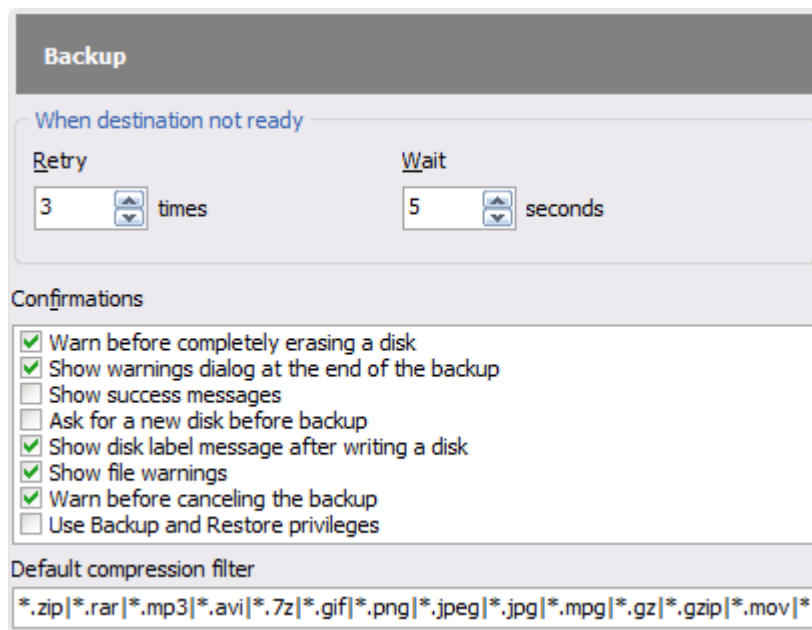 Backup
When destination not ready
Retry Wait
3 times 5 seconds
Confirmations
Warn before completely erasing a disk
Show warnings dialog at the end of the backup
Show success messages
Ask for a new disk before backup
Show disk label message after writing a disk
Show file warnings
Warn before canceling the backup
Use Backup and Restore privileges
Default compression filter
*.zip|*.rar|*.mp3|*.avi|*.7z|*.gif|*.png|*.jpeg|*.jpg|*.mpg|*.gz|*.gzip|*.mov|*.